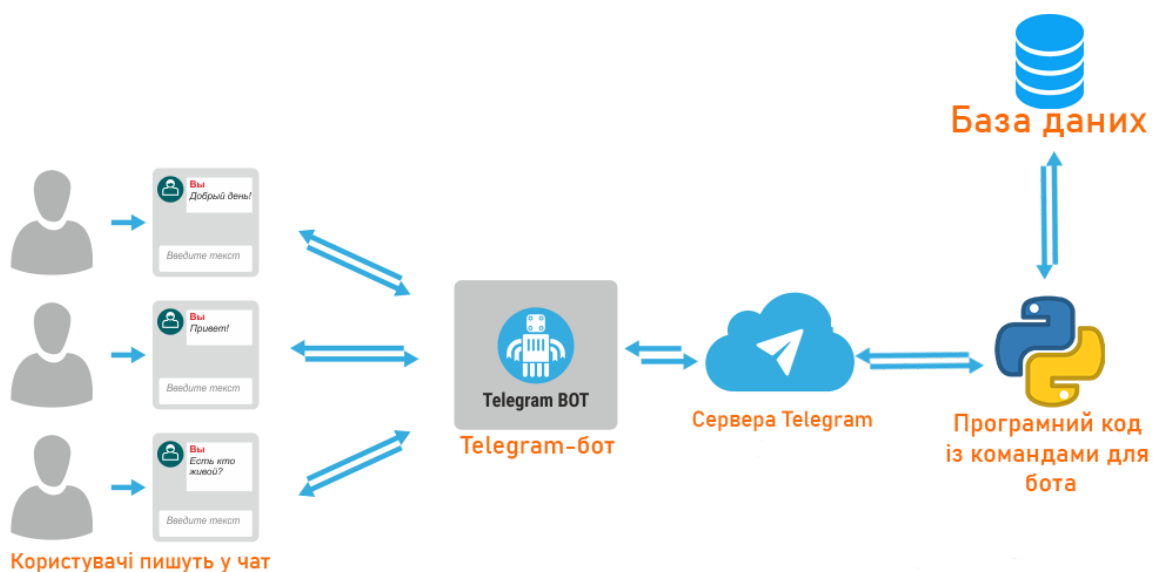 База даних
Вы
Добрый день!
Введите текст
Вы
Привет!
Введите текст
Telegram BOT
Telegram-бот
Сервера Telegram
Програмний код
із командами для
бота
Вы
Есть кто
живой?
Введите текст
Користувачі пишуть у чат